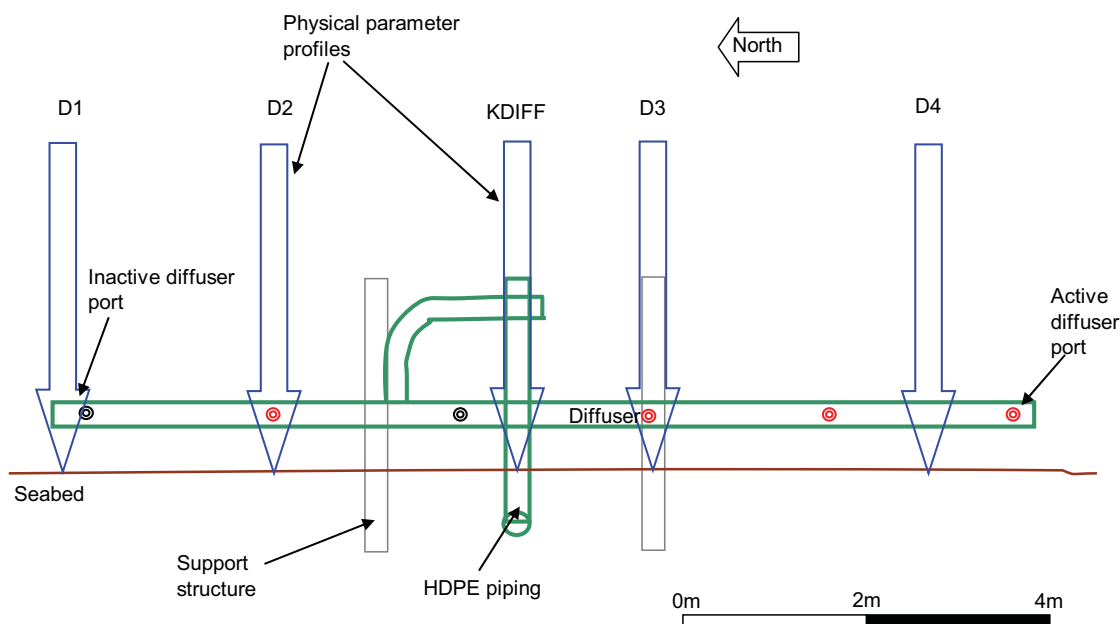 Physical parameter
profiles
North
D1
D2
KDIFF
D3
D4
Inactive diffuser
port
Active
diffuser
port
Diffuser
Seabed
Support
structure
HDPE piping
0m
2m
4m